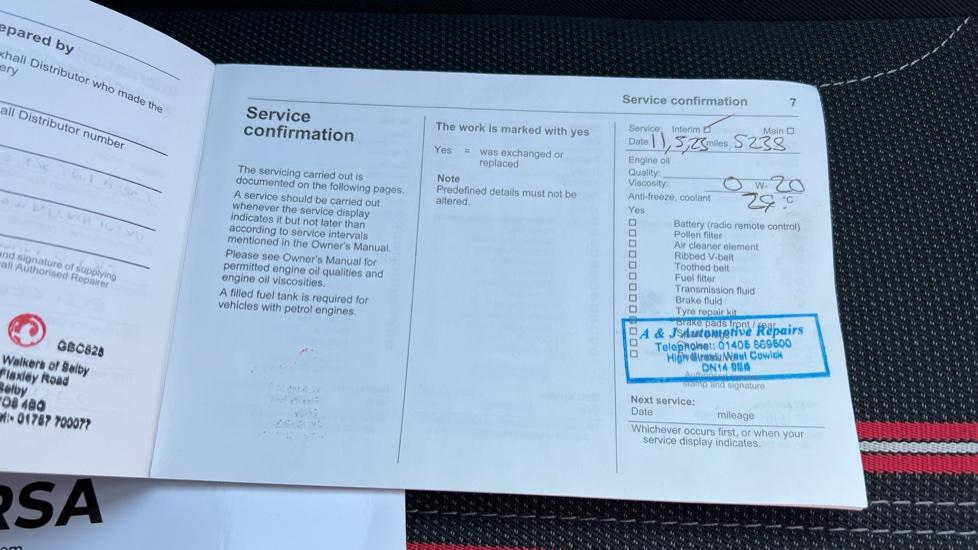 epared by
xhall Distributor who made the
ery
all Distributor number
nd signature of supplying
all Authorised Repairer
GBC828
Walkers of Selby
Flaxley Road
Selby
YO8 4BG
01757 700077
RSA
Service confirmation
The servicing carried out is
documented on the following pages.
A service should be carried out
whenever the service display
indicates it but not later than
according to service intervals
mentioned in the Owner's Manual.
Please see Owner's Manual for
permitted engine oil qualities and
engine oil viscosities.
A filled fuel tank is required for
vehicles with petrol engines.
The work is marked with yes
Yes = was exchanged or
replaced
Note
Predefined details must not be
altered.
Service confirmation 7
Service: Interim Main
Date 11,5,23 miles, 5238
Engine oil
Quality:
Viscosity: 0 W- 20
Anti-freeze, coolant °C
Yes
Battery (radio remote control)
Pollen filter
Air cleaner element
Ribbed V-belt
Toothed belt
Fuel filter
Transmission fluid
Brake fluid
Tyre repair kit
Brake pads front / rear
A & J Automotive Repairs
Telephone: 01405 869600
High Street, West Cowick
DN14
Authorised
stamp and signature
Next service:
Date mileage
Whichever occurs first, or when your
service display indicates.